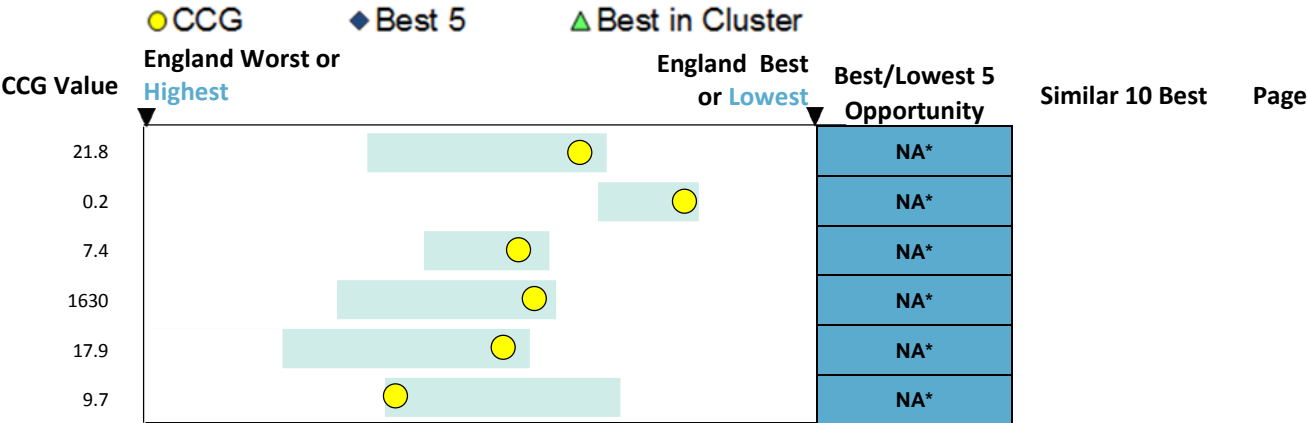 CCG Best 5 Best in Cluster
CCG Value England Worst or Highest England Best or Lowest Best/Lowest 5 Opportunity Similar 10 Best Page
21.8 NA*
0.2 NA*
7.4 NA*
1630 NA*
17.9 NA*
9.7 NA*